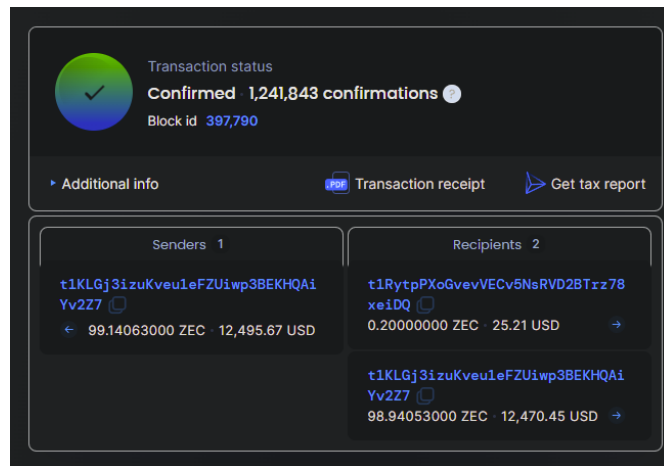 Transaction status
Confirmed · 1,241,843 confirmations ?
Block id 397,790
Additional info
.PDF Transaction receipt
Get tax report
Senders 1
t1KLGj3izuKveu1eFZUiwp3BEKHQAi
Yv2Z7
← 99.14063000 ZEC · 12,495.67 USD
Recipients 2
t1RytpPXoGvevVECv5NsRVD2BTrz78
xeiDQ
0.20000000 ZEC · 25.21 USD →
t1KLGj3izuKveu1eFZUiwp3BEKHQAi
Yv2Z7
98.94053000 ZEC · 12,470.45 USD →